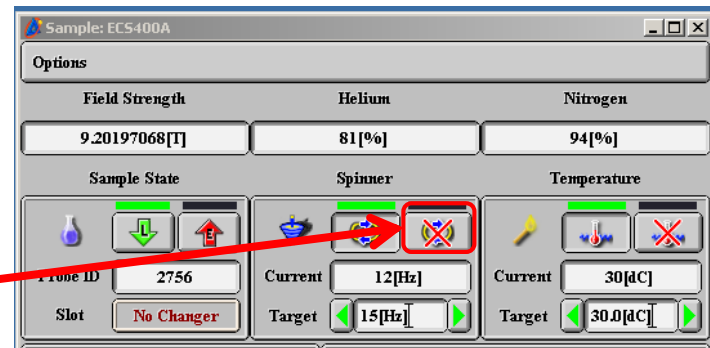 Sample: ECS400A
Options
Field Strength Helium Nitrogen
9.20197068[T] 81[%] 94[%]
Sample State Spinner Temperature
L E
Probe ID 2756 Current 12[Hz] Current 30[dC]
Slot No Changer Target 15[Hz] Target 30.0[dC]